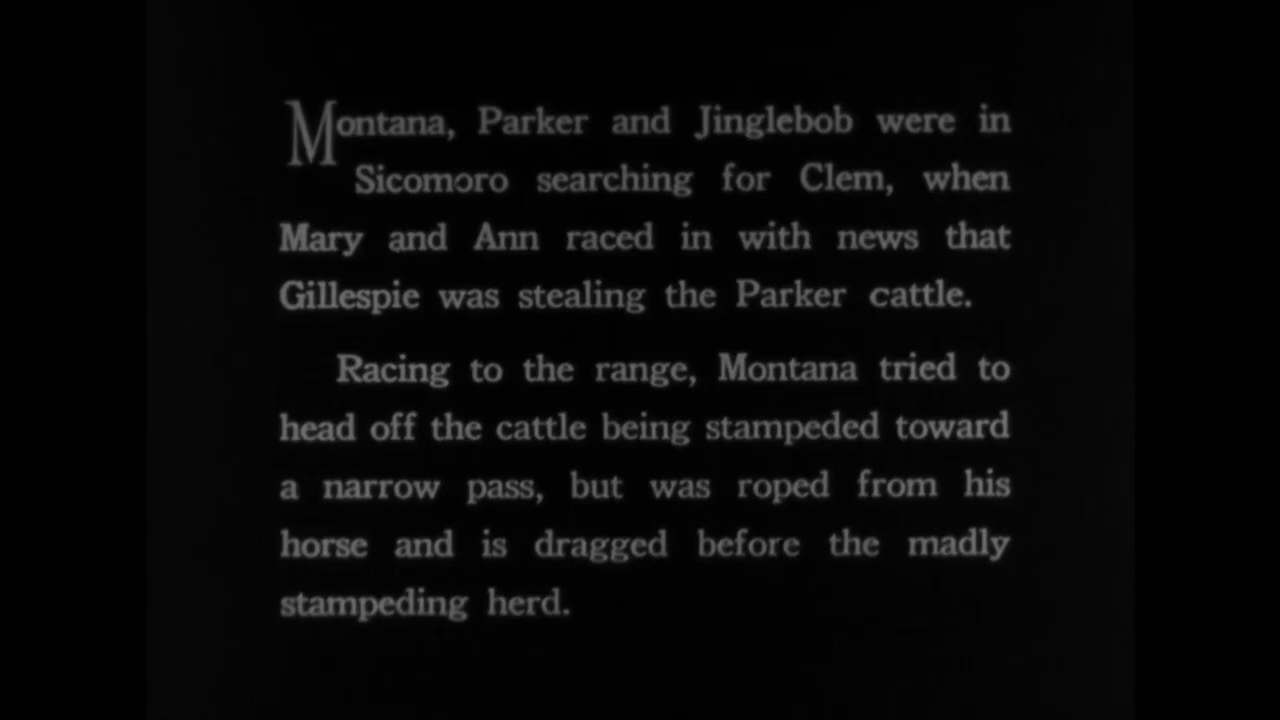 Montana, Parker and Jinglebob were in
Sicomoro searching for Clem, when
Mary and Ann raced in with news that
Gillespie was stealing the Parker cattle.
Racing to the range, Montana tried to
head off the cattle being stampeded toward
a narrow pass, but was roped from his
horse and is dragged before the madly
stampeding herd.